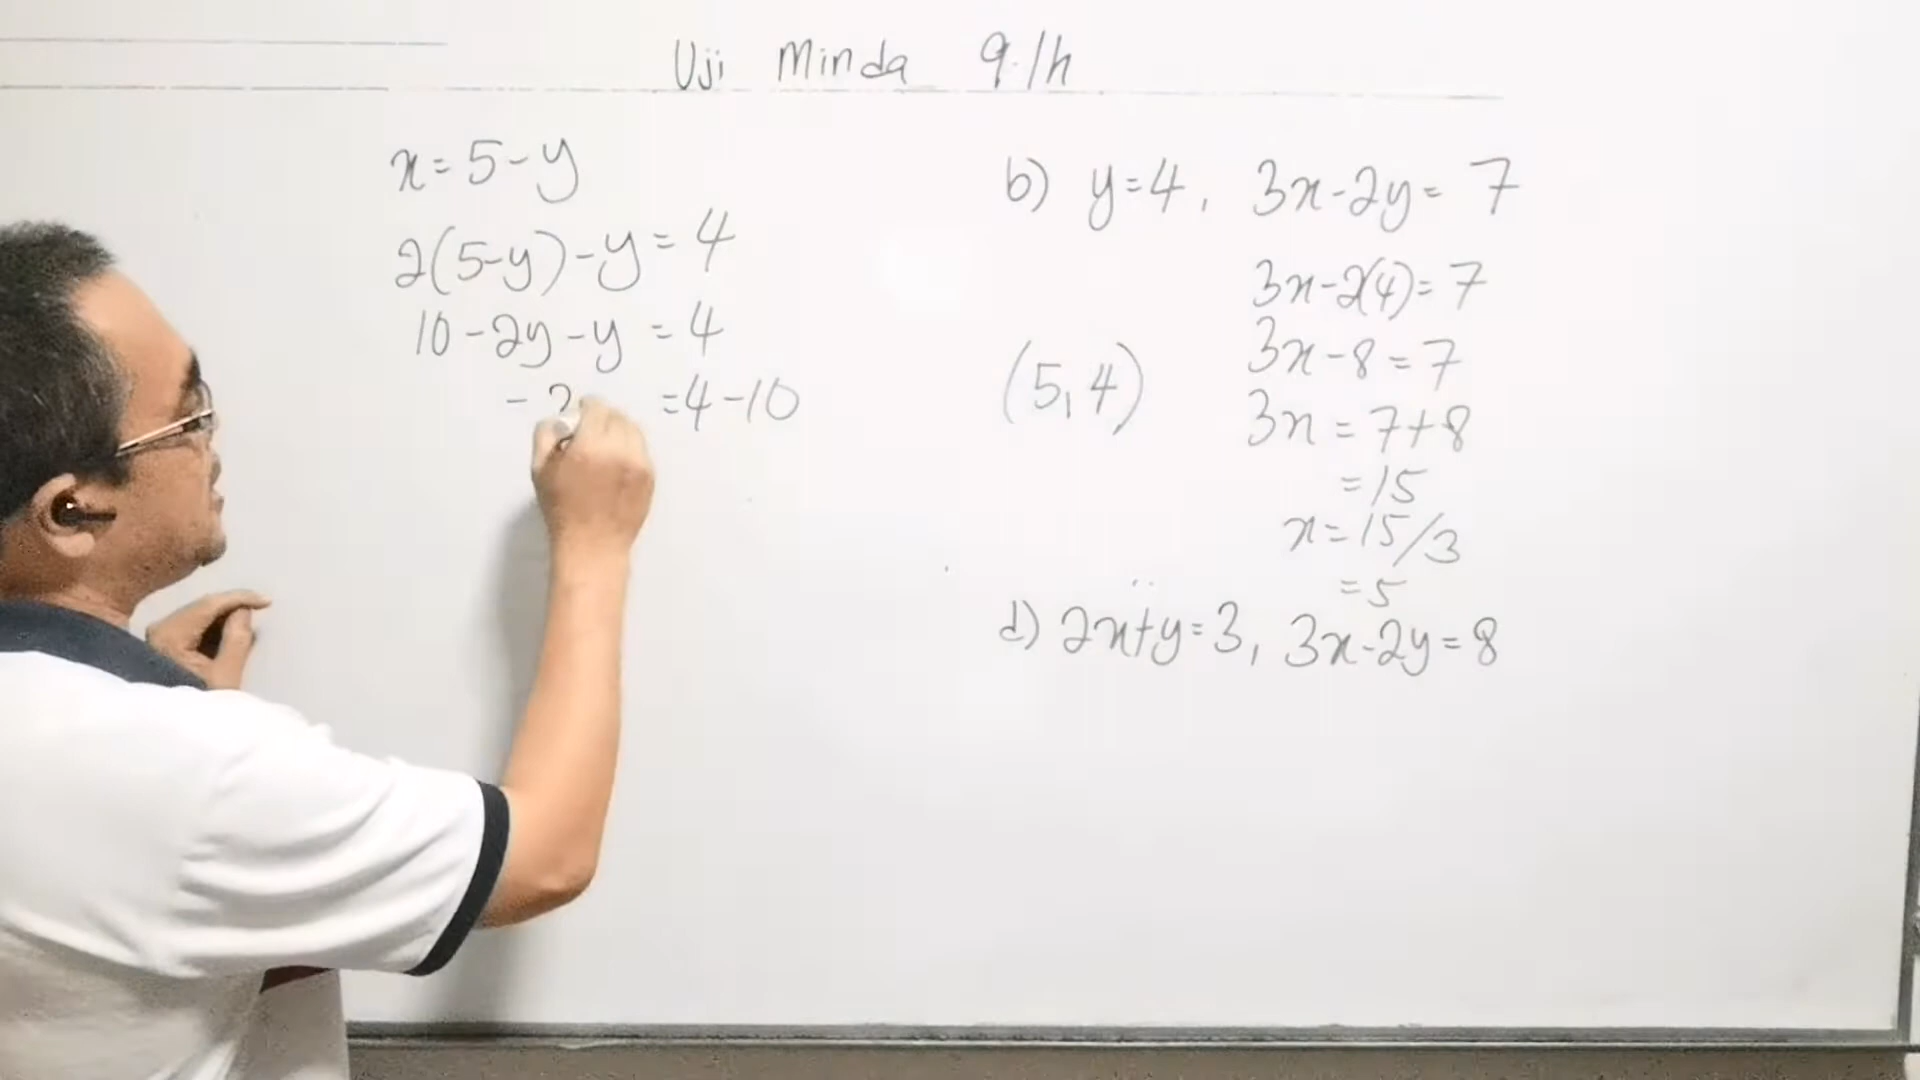 Uji Minda 9.1h
x = 5 - y
2(5-y) - y = 4
10 - 2y - y = 4
= 4 - 10
b) y = 4, 3x - 2y = 7
3x - 2(4) = 7
3x - 8 = 7
(5, 4)
3x = 7 + 8
= 15
x = 15/3
= 5
d) 2x + y = 3, 3x - 2y = 8